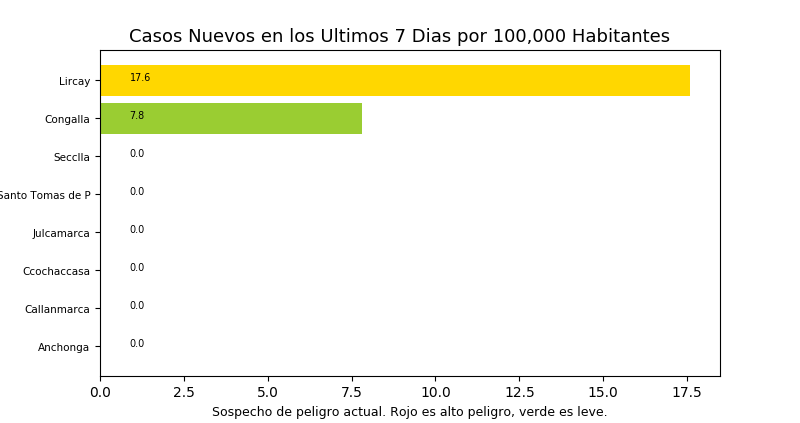 Casos Nuevos en los Ultimos 7 Dias por 100,000 Habitantes
Lircay 17.6
Congalla 7.8
Secclla 0.0
Santo Tomas de P 0.0
Julcamarca 0.0
Ccochaccasa 0.0
Callanmarca 0.0
Anchonga 0.0
0.0 2.5 5.0 7.5 10.0 12.5 15.0 17.5
Sospecho de peligro actual. Rojo es alto peligro, verde es leve.